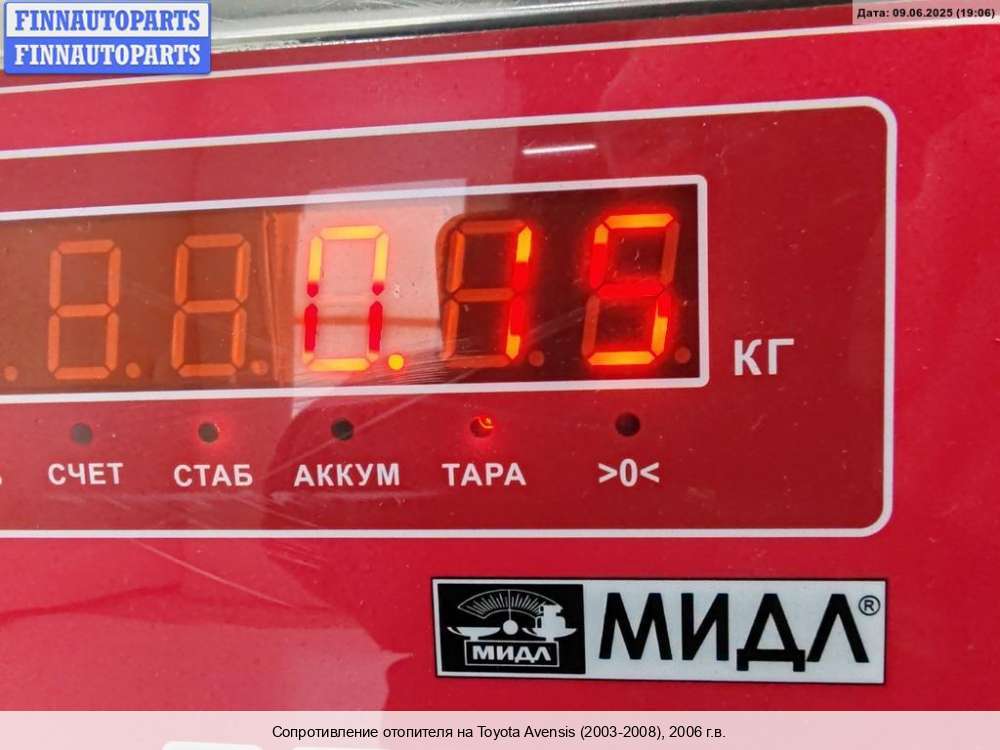 FINNAUTOPARTS
FINNAUTOPARTS
Дата: 09.06.2025 (19:06)
0.15
КГ
СЧЕТ СТАБ АККУМ ТАРА >0<
МИДЛ
МИДЛ®
Сопротивление отопителя на Toyota Avensis (2003-2008), 2006 г.в.